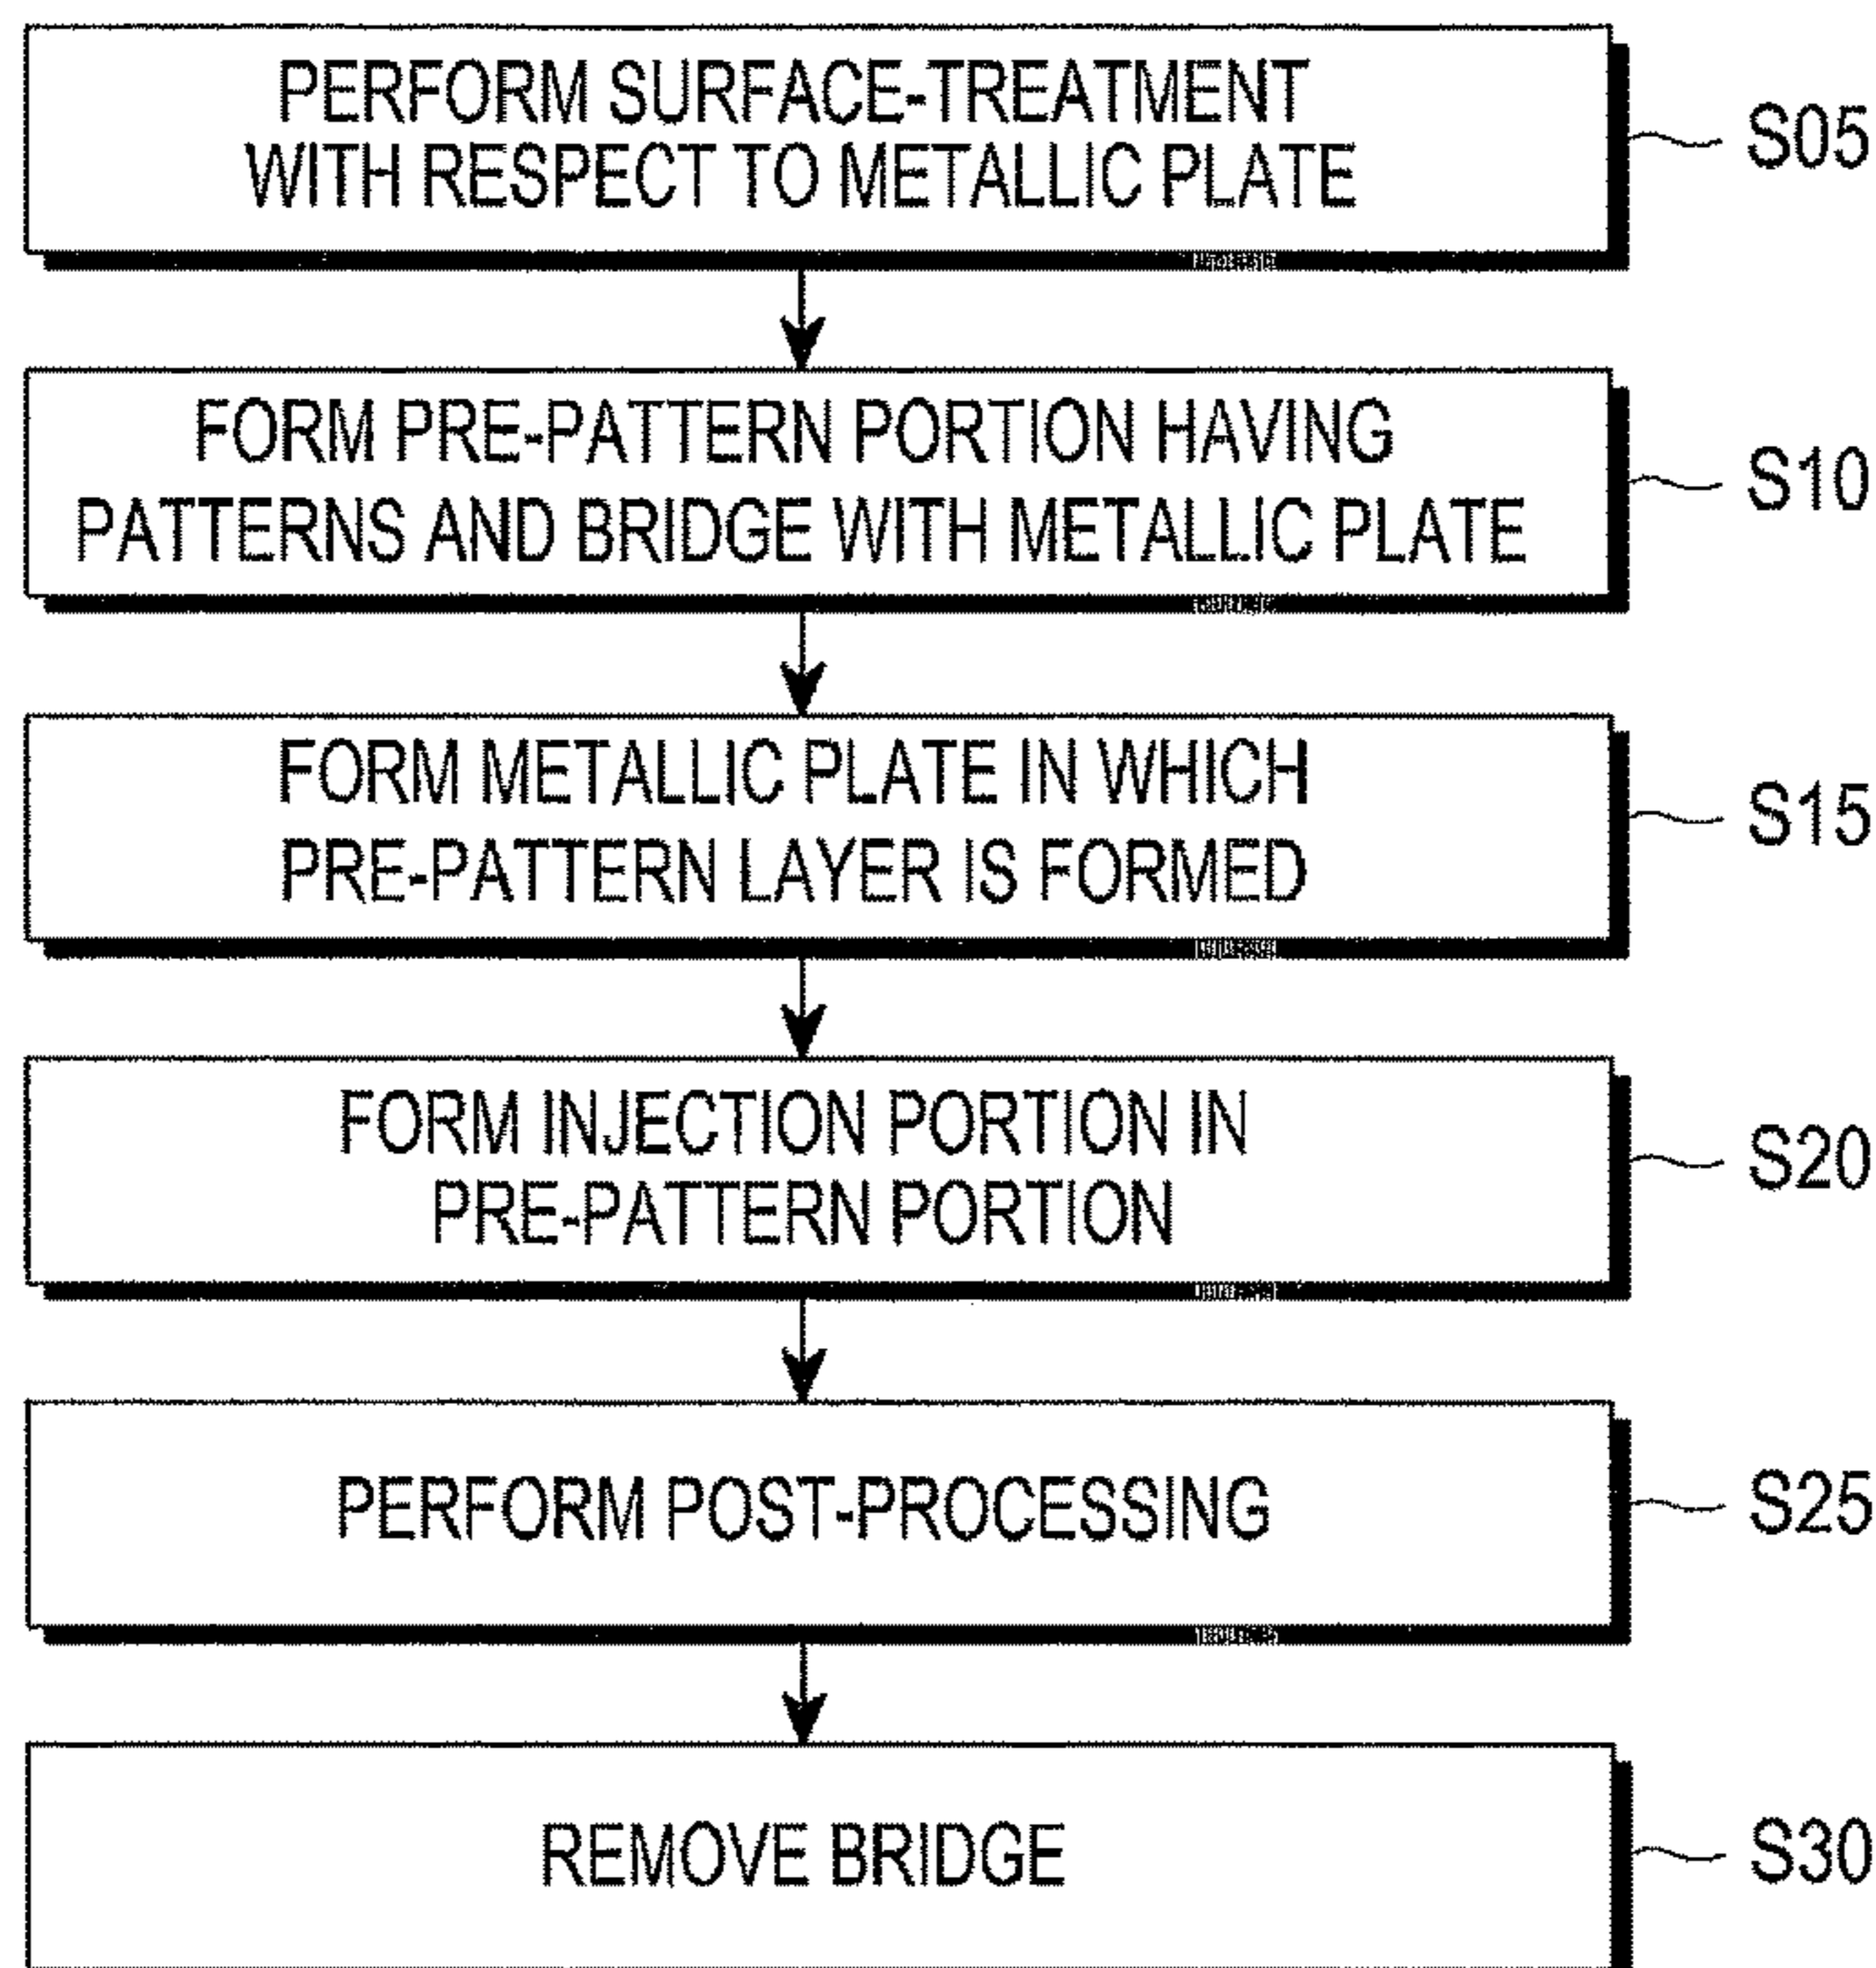 PERFORM SURFACE-TREATMENT
WITH RESPECT TO METALLIC PLATE
S05
FORM PRE-PATTERN PORTION HAVING
PATTERNS AND BRIDGE WITH METALLIC PLATE
S10
FORM METALLIC PLATE IN WHICH
PRE-PATTERN LAYER IS FORMED
S15
FORM INJECTION PORTION IN
PRE-PATTERN PORTION
S20
PERFORM POST-PROCESSING
S25
REMOVE BRIDGE
S30